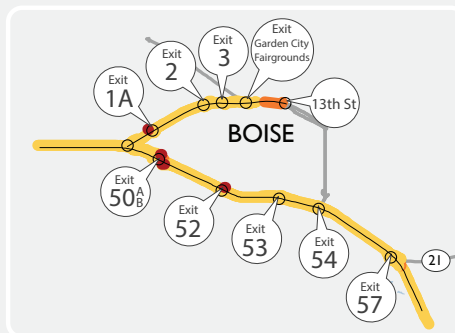 Exit
Garden City
Fairgrounds
Exit
3
Exit
2
Exit
1A
13th St
BOISE
Exit
50 A B
Exit
52
Exit
53
Exit
54
21
Exit
57